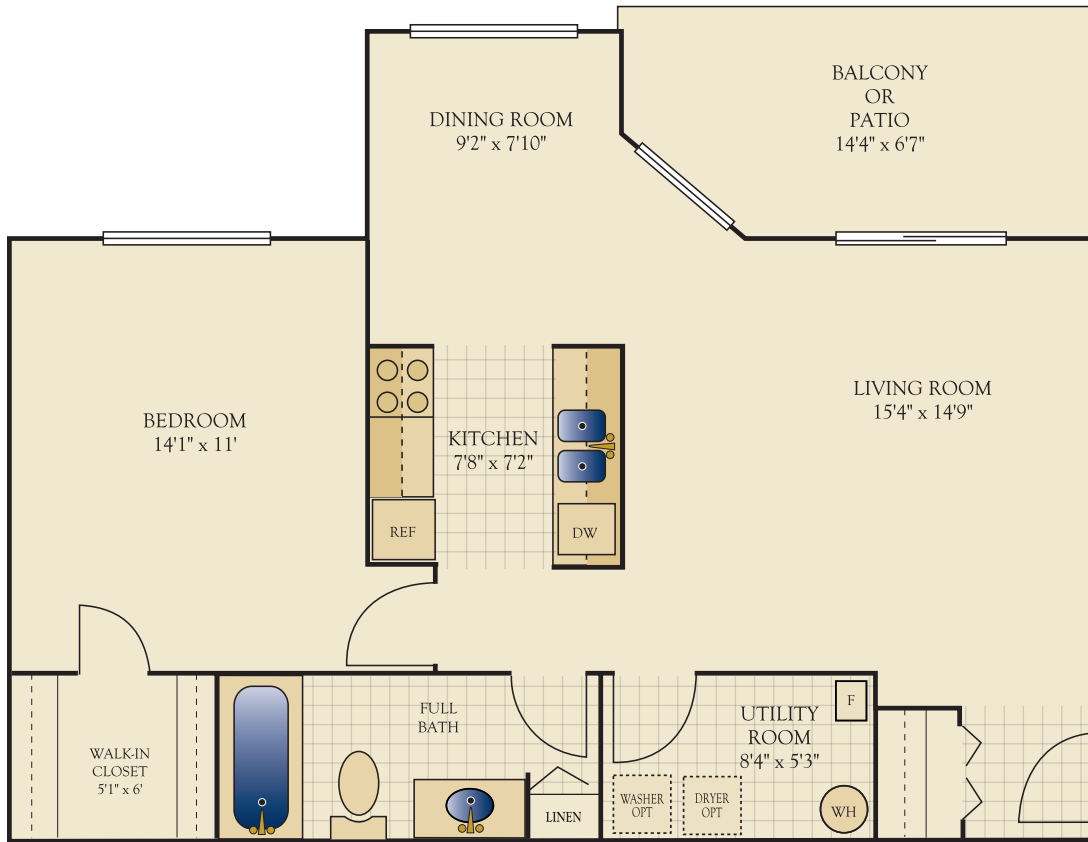 BALCONY
OR
PATIO
14'4" x 6'7"
DINING ROOM
9'2" x 7'10"
LIVING ROOM
15'4" x 14'9"
BEDROOM
14'1" x 11'
KITCHEN
7'8" x 7'2"
REF
DW
FULL
BATH
UTILITY
ROOM
8'4" x 5'3"
F
WALK-IN
CLOSET
5'1" x 6'
WASHER
OPT
DRYER
OPT
WH
LINEN